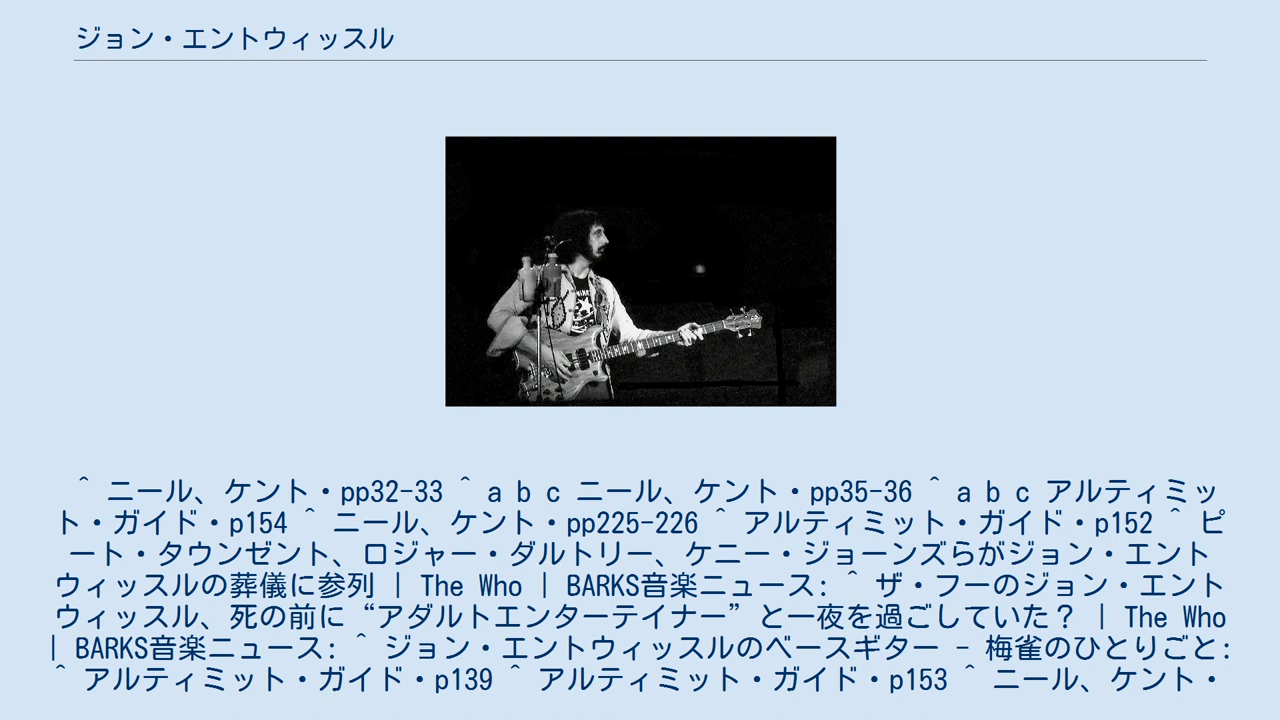 ジョン・エントウィッスル
^ ニール、ケント・pp32-33 ^ a b c ニール、ケント・pp35-36 ^ a b c アルティミッ
ト・ガイド・p154 ^ ニール、ケント・pp225-226 ^ アルティミット・ガイド・p152 ^ ピ
ート・タウンゼント、ロジャー・ダルトリー、ケニー・ジョーンズらがジョン・エント
ウィッスルの葬儀に参列 | The Who | BARKS音楽ニュース: ^ ザ・フーのジョン・エント
ウィッスル、死の前に“アダルトエンターテイナー”と一夜を過ごしていた？ | The Who
| BARKS音楽ニュース: ^ ジョン・エントウィッスルのベースギター - 梅雀のひとりごと:
^ アルティミット・ガイド・p139 ^ アルティミット・ガイド・p153 ^ ニール、ケント・